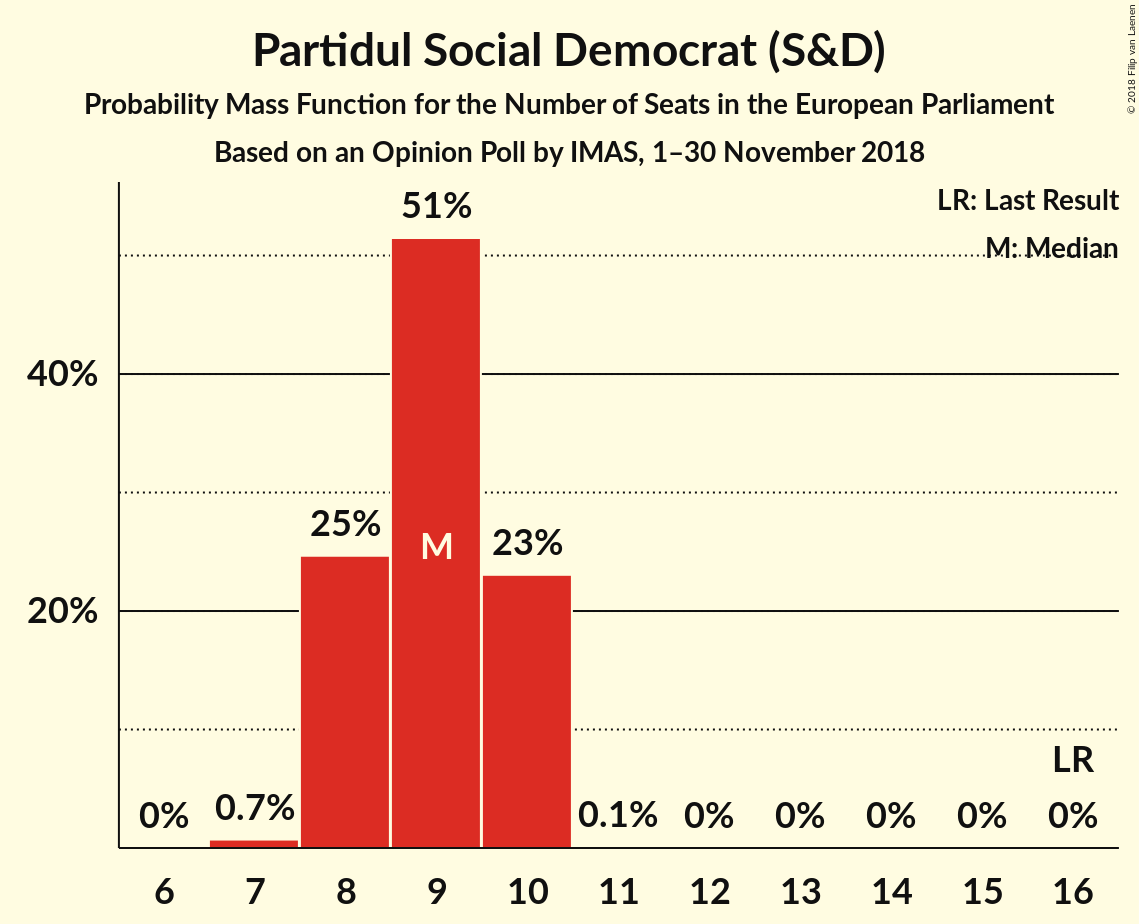 Partidul Social Democrat (S&D)
Probability Mass Function for the Number of Seats in the European Parliament
Based on an Opinion Poll by IMAS, 1–30 November 2018
© 2018 Filip van Laenen
LR: Last Result
M: Median
51%
40%
25%
M
23%
20%
LR
0%
0.7%
0.1%
0%
0%
0%
0%
0%
6 7 8 9 10 11 12 13 14 15 16